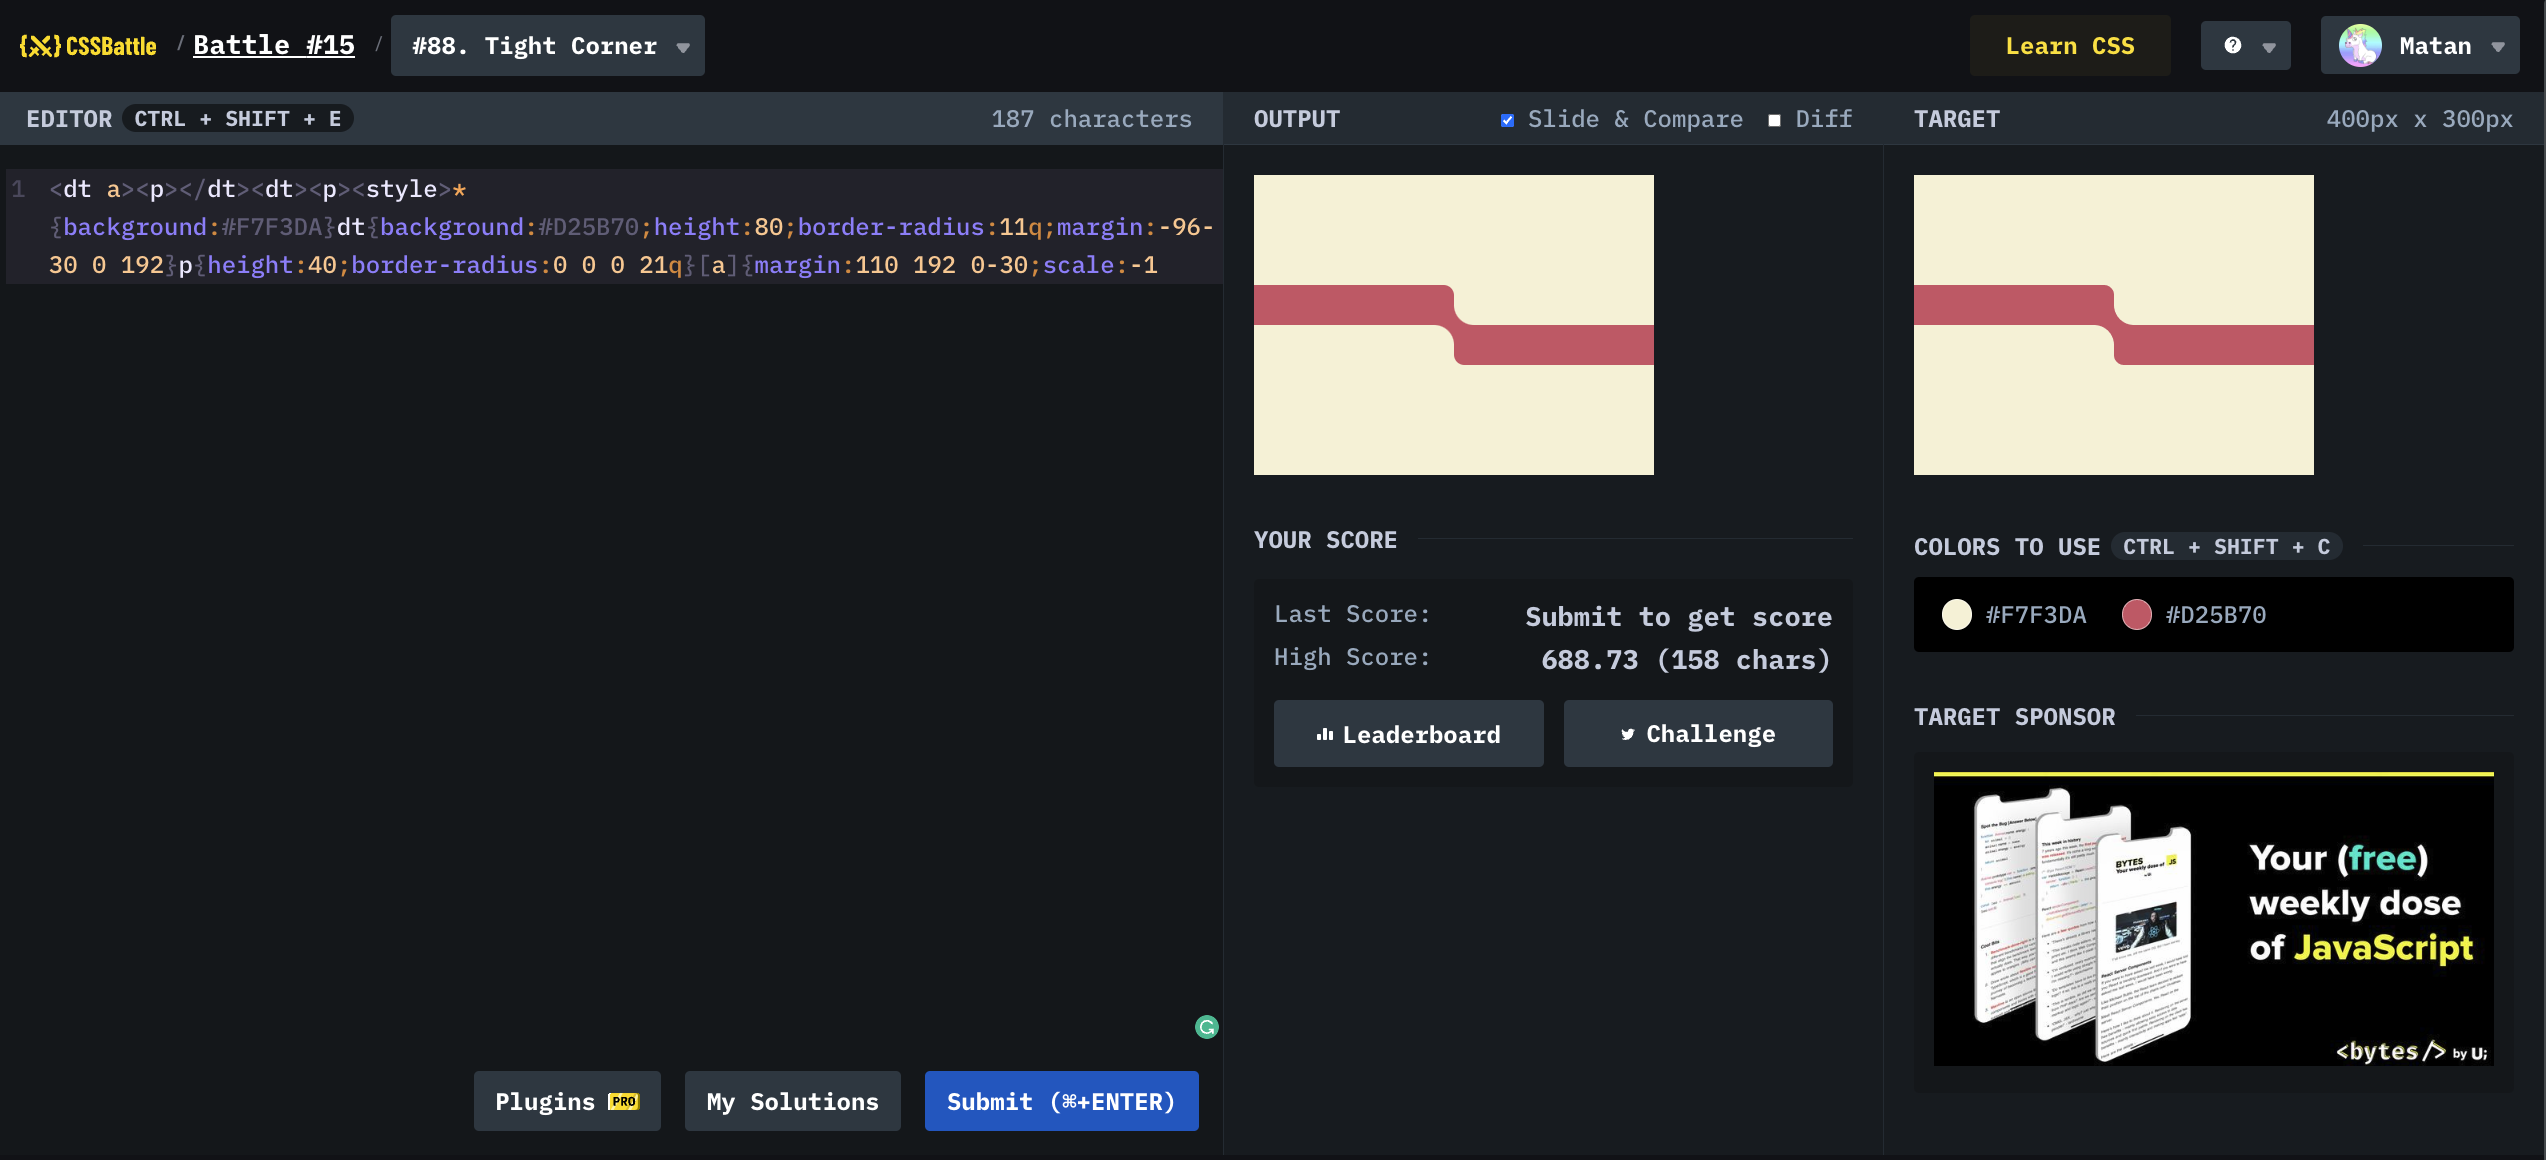 {⚔}CSSBattle / Battle #15 / #88. Tight Corner
Learn CSS
Matan
EDITOR CTRL + SHIFT + E 187 characters
OUTPUT Slide & Compare Diff
TARGET 400px x 300px
1 <dt a><p></dt><dt><p><style>*
{background:#F7F3DA}dt{background:#D25B70;height:80;border-radius:11q;margin:-96-
30 0 192}p{height:40;border-radius:0 0 0 21q}[a]{margin:110 192 0-30;scale:-1
YOUR SCORE
Last Score: Submit to get score
High Score: 688.73 (158 chars)
Leaderboard Challenge
COLORS TO USE CTRL + SHIFT + C
#F7F3DA #D25B70
TARGET SPONSOR
BYTES JS
Your (free)
weekly dose
of JavaScript
<bytes/> by U;
Plugins PRO My Solutions Submit (⌘+ENTER)